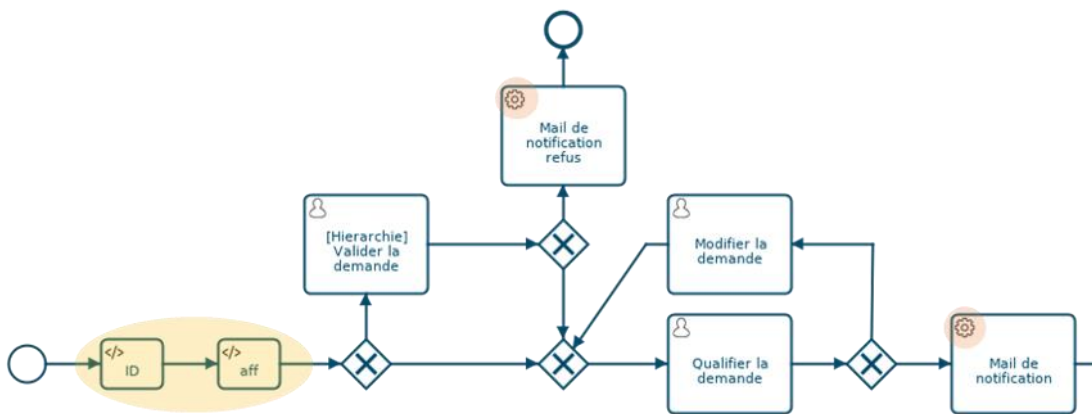 Mail de
notification
refus
[Hierarchie]
Valider la
demande
Modifier la
demande
</> ID
</> aff
Qualifier la
demande
Mail de
notification